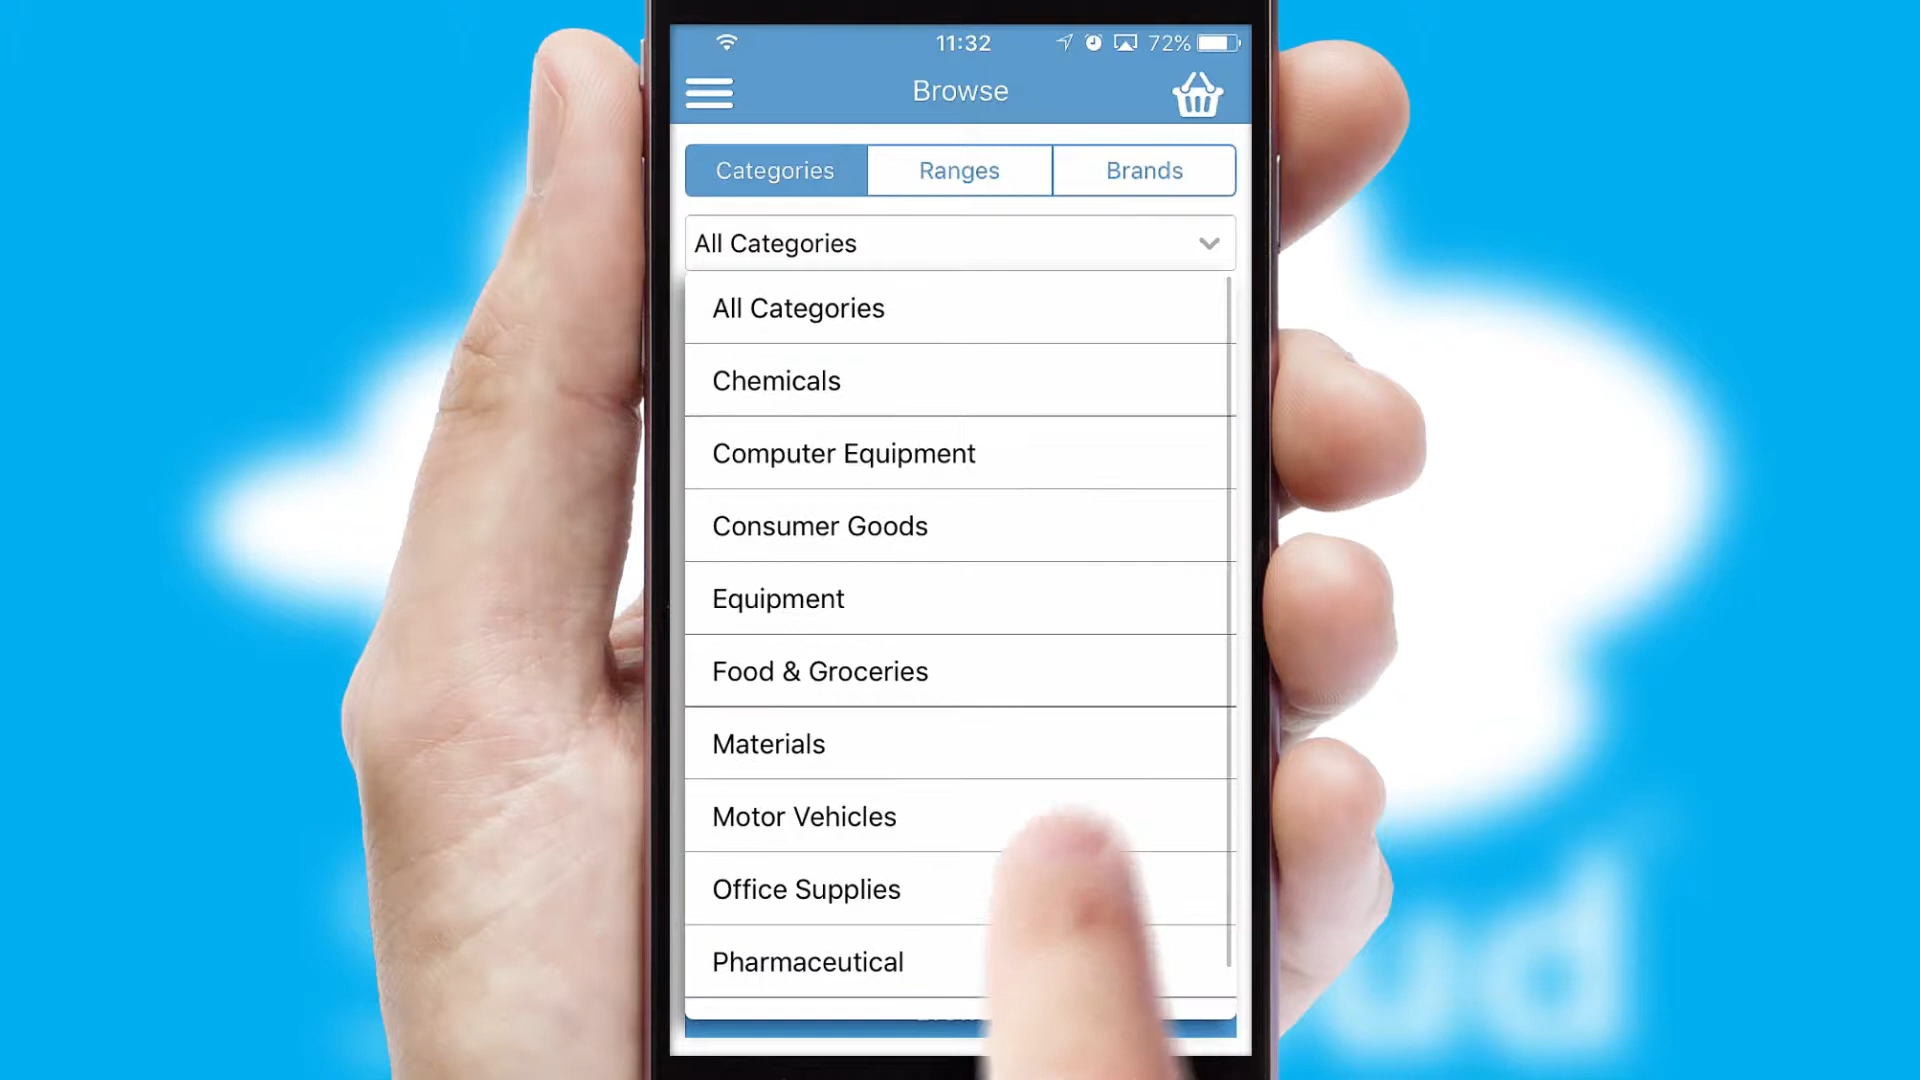 11:32
72%
Browse
Categories
Ranges
Brands
All Categories
All Categories
Chemicals
Computer Equipment
Consumer Goods
Equipment
Food & Groceries
Materials
Motor Vehicles
Office Supplies
Pharmaceutical